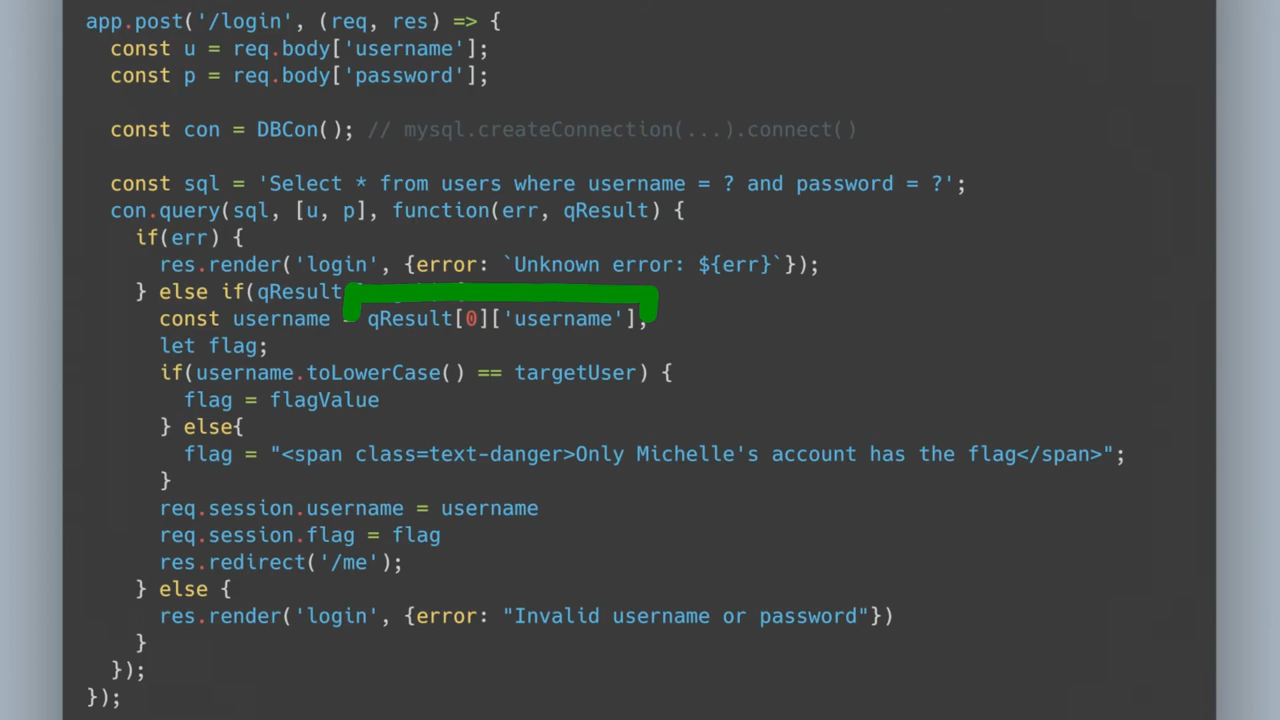 app.post('/login', (req, res) => {
const u = req.body['username'];
const p = req.body['password'];
const con = DBCon(); // mysql.createConnection(...).connect()
const sql = 'Select * from users where username = ? and password = ?';
con.query(sql, [u, p], function(err, qResult) {
if(err) {
res.render('login', {error: `Unknown error: ${err}`});
} else if(qResult
const username = qResult[0]['username'];
let flag;
if(username.toLowerCase() == targetUser) {
flag = flagValue
} else{
flag = "<span class=text-danger>Only Michelle's account has the flag</span>";
}
req.session.username = username
req.session.flag = flag
res.redirect('/me');
} else {
res.render('login', {error: "Invalid username or password"})
}
});
});